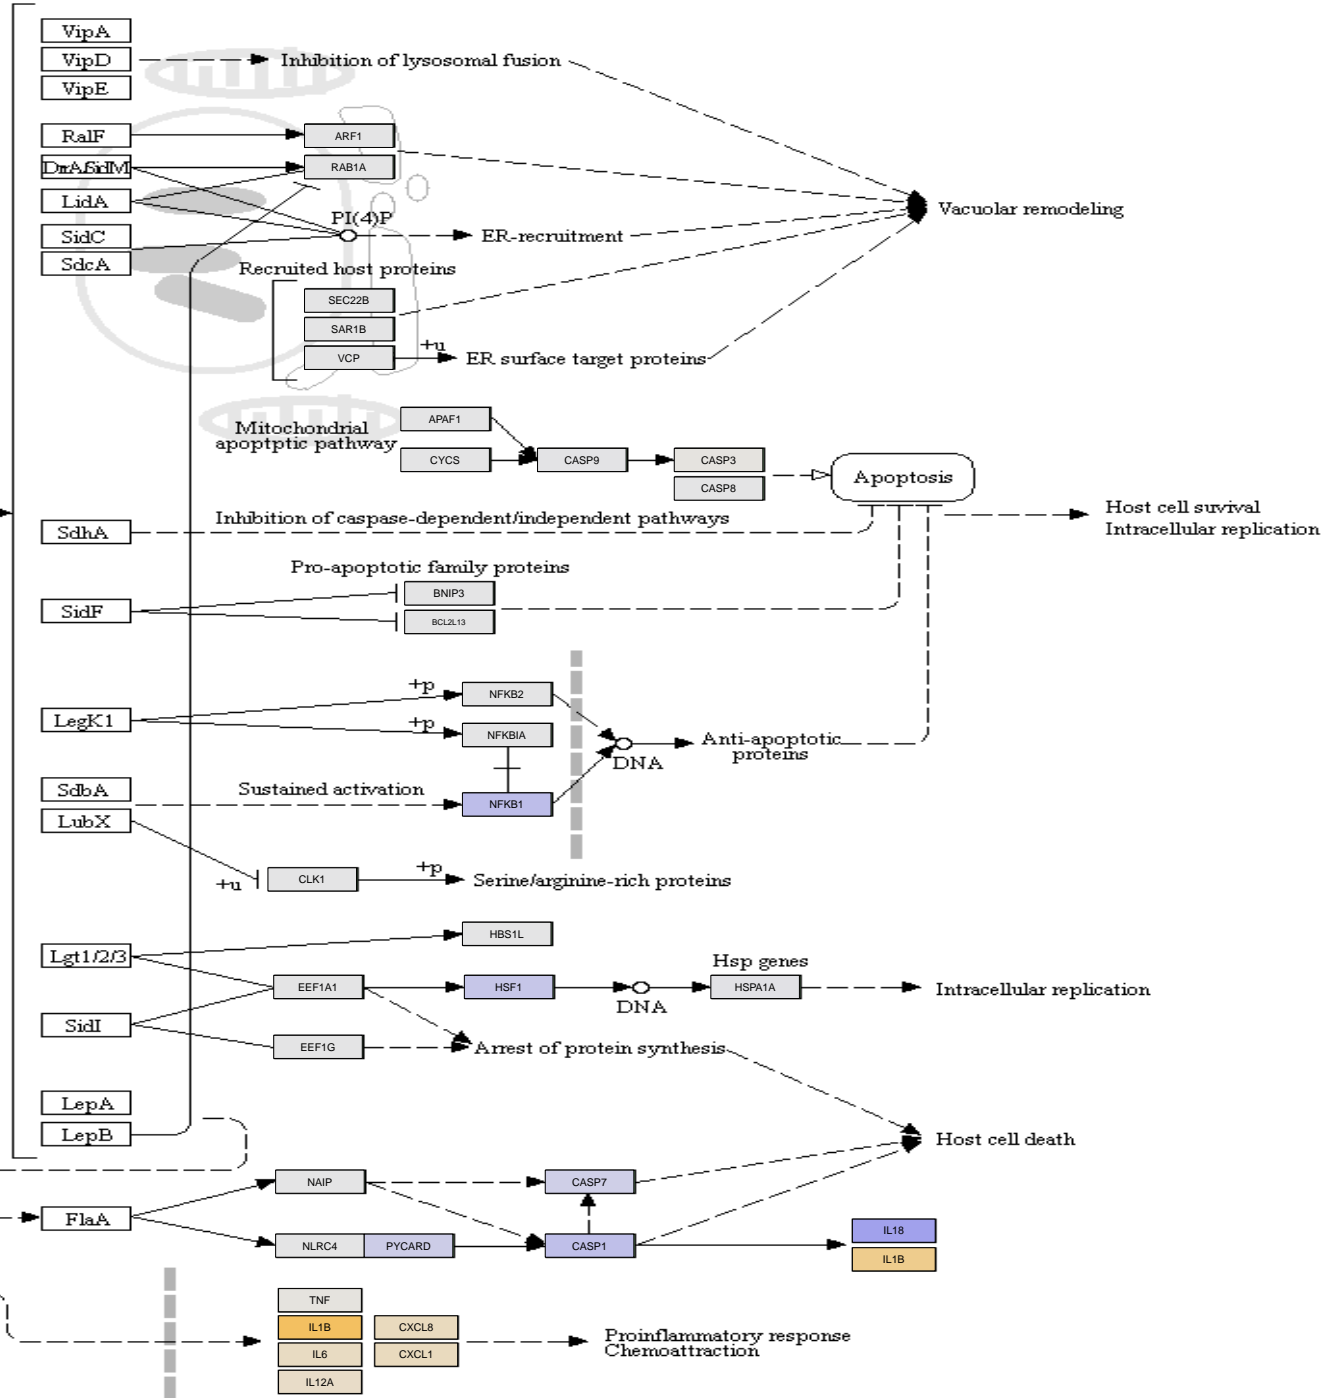 VipA
VipD
Inhibition of lysosomal fusion
VipE
RalF
ARF1
DrrA/SidM
RAB1A
LidA
Vacuolar remodeling
PI(4)P
SidC
ER-recruitment
SdcA
Recruited host proteins
SEC22B
SAR1B
VCP
+u
ER surface target proteins
Mitochondrial
apoptptic pathway
APAF1
CYCS
CASP9
CASP3
CASP8
Apoptosis
Inhibition of caspase-dependent/independent pathways
SdhA
Host cell suvival
Intracellular replication
Pro-apoptotic family proteins
BNIP3
SidF
BCL2L13
+p
NFKB2
LegK1
+p
NFKBIA
DNA
Anti-apoptotic
proteins
SdbA
Sustained activation
NFKB1
LubX
+u
CLK1
+p
Serine/arginine-rich proteins
HBS1L
Lgt1/2/3
EEF1A1
HSF1
DNA
Hsp genes
HSPA1A
Intracellular replication
SidI
EEF1G
Arrest of protein synthesis
LepA
LepB
Host cell death
NAIP
CASP7
FlaA
NLRC4
PYCARD
CASP1
IL18
IL1B
TNF
IL1B
CXCL8
IL6
CXCL1
IL12A
Proinflammatory response
Chemoattraction